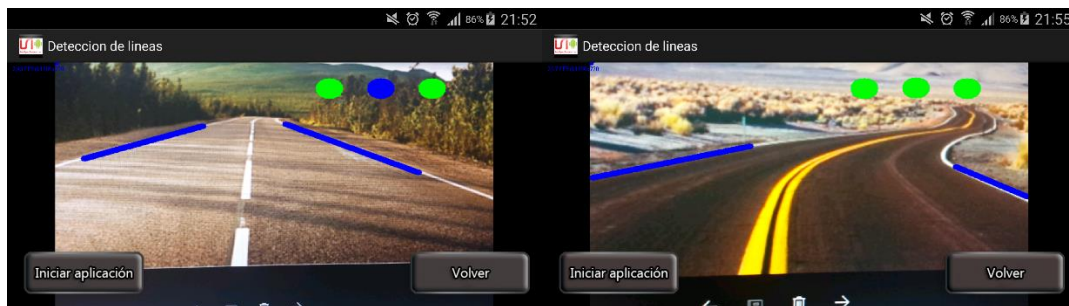 86% 21:52
Deteccion de lineas
Iniciar aplicación
Volver
86% 21:55
Deteccion de lineas
Iniciar aplicación
Volver